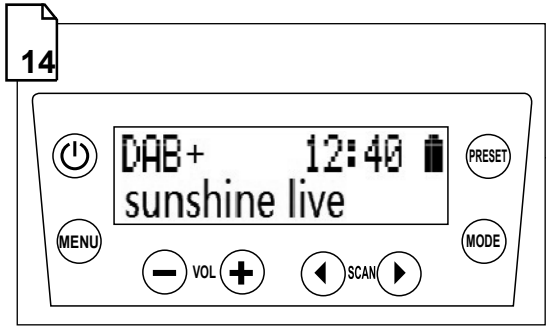 14
DAB+ 12:40
sunshine live
PRESET
MENU
MODE
VOL
SCAN